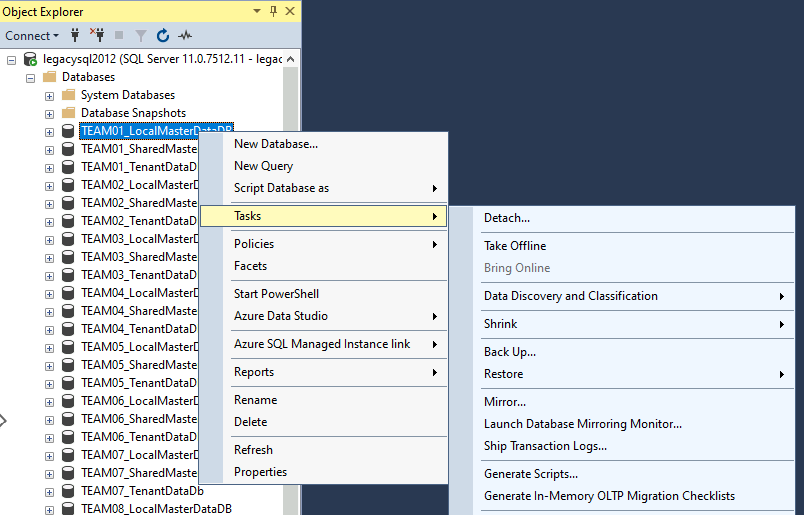 Object Explorer
Connect
legacysql2012 (SQL Server 11.0.7512.11 - legac
Databases
System Databases
Database Snapshots
TEAM01_LocalMasterDataDB
TEAM01_SharedMaste
TEAM01_TenantDataD
TEAM02_LocalMasterD
TEAM02_SharedMaste
TEAM02_TenantDataD
TEAM03_LocalMasterD
TEAM03_SharedMaste
TEAM03_TenantDataD
TEAM04_LocalMasterD
TEAM04_SharedMaste
TEAM04_TenantDataD
TEAM05_LocalMasterD
TEAM05_SharedMaste
TEAM05_TenantDataD
TEAM06_LocalMasterD
TEAM06_SharedMaste
TEAM06_TenantDataD
TEAM07_LocalMasterD
TEAM07_SharedMaste
TEAM07_TenantDataDb
TEAM08_LocalMasterDataDB
New Database...
New Query
Script Database as
Tasks
Policies
Facets
Start PowerShell
Azure Data Studio
Azure SQL Managed Instance link
Reports
Rename
Delete
Refresh
Properties
Detach...
Take Offline
Bring Online
Data Discovery and Classification
Shrink
Back Up...
Restore
Mirror...
Launch Database Mirroring Monitor...
Ship Transaction Logs...
Generate Scripts...
Generate In-Memory OLTP Migration Checklists